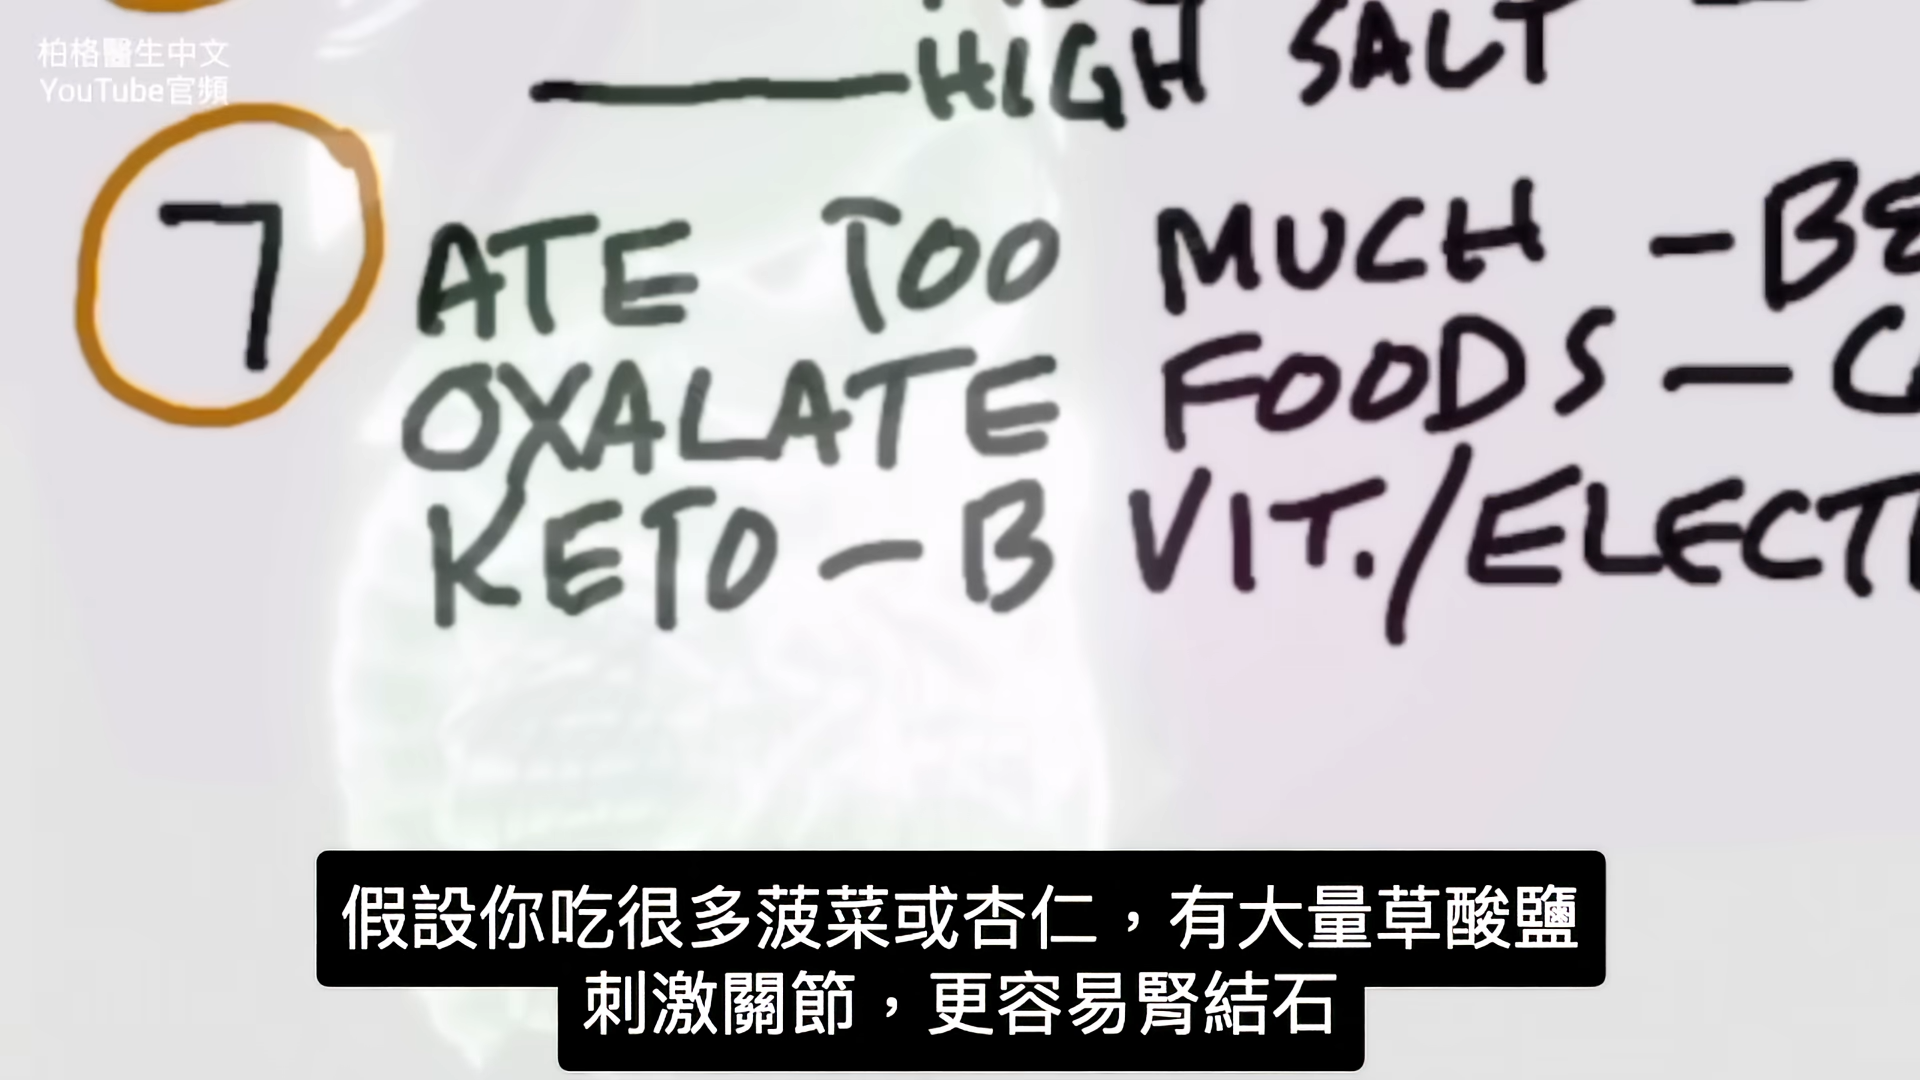 柏格醫生中文
YouTube官頻
HIGH SALT
7 ATE TOO MUCH -
OXALATE FOODS -
KETO - B VIT./
假設你吃很多菠菜或杏仁，有大量草酸鹽
刺激關節，更容易腎結石